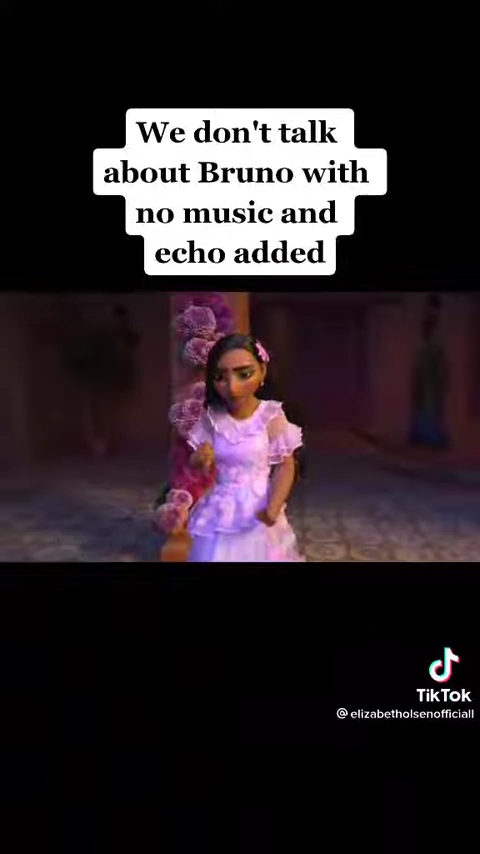 We don't talk
about Bruno with
no music and
echo added
TikTok
@elizabetholsenofficiall